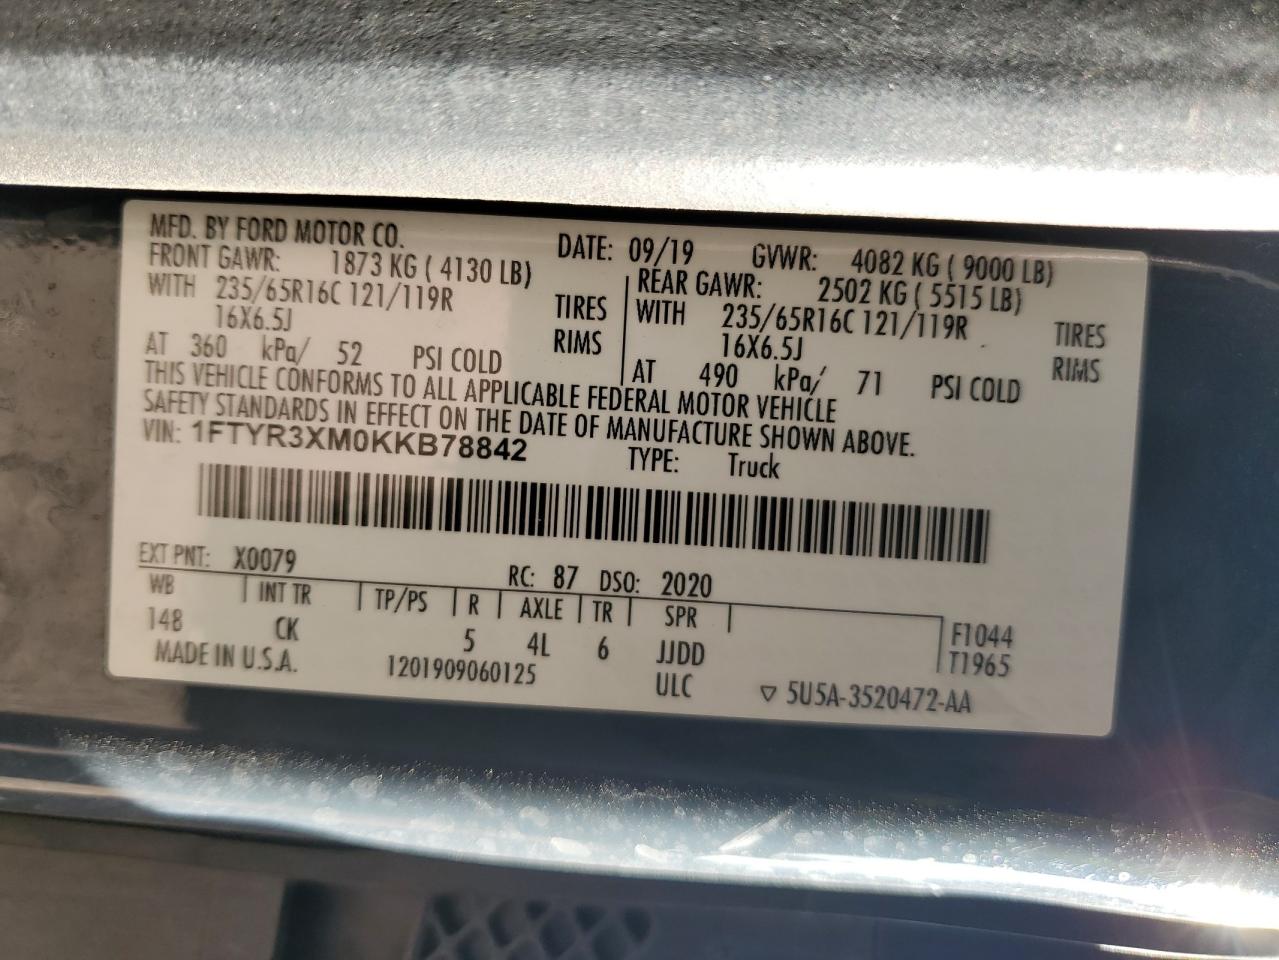 MFD. BY FORD MOTOR CO. DATE: 09/19 GVWR: 4082 KG ( 9000 LB)
FRONT GAWR: 1873 KG ( 4130 LB) REAR GAWR: 2502 KG ( 5515 LB)
WITH 235/65R16C 121/119R TIRES WITH 235/65R16C 121/119R TIRES
16X6.5J RIMS 16X6.5J RIMS
AT 360 kPa/ 52 PSI COLD AT 490 kPa/ 71 PSI COLD
THIS VEHICLE CONFORMS TO ALL APPLICABLE FEDERAL MOTOR VEHICLE
SAFETY STANDARDS IN EFFECT ON THE DATE OF MANUFACTURE SHOWN ABOVE.
VIN: 1FTYR3XM0KKB78842 TYPE: Truck
EXT PNT: X0079 RC: 87 DSO: 2020
WB INT TR TP/PS R AXLE TR SPR
148 CK 5 4L 6 JJDD F1044
MADE IN U.S.A. 1201909060125 ULC T1965
▽ 5U5A-3520472-AA